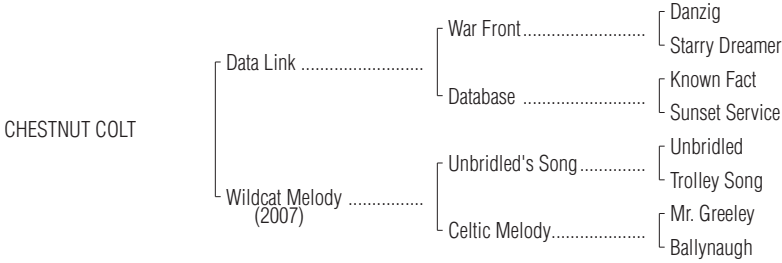 Danzig
War Front..........................
Starry Dreamer
Data Link ..........................
Known Fact
Database ..........................
Sunset Service
CHESTNUT COLT
Unbridled
Unbridled's Song..............
Trolley Song
Wildcat Melody ................
(2007)
Mr. Greeley
Celtic Melody....................
Ballynaugh